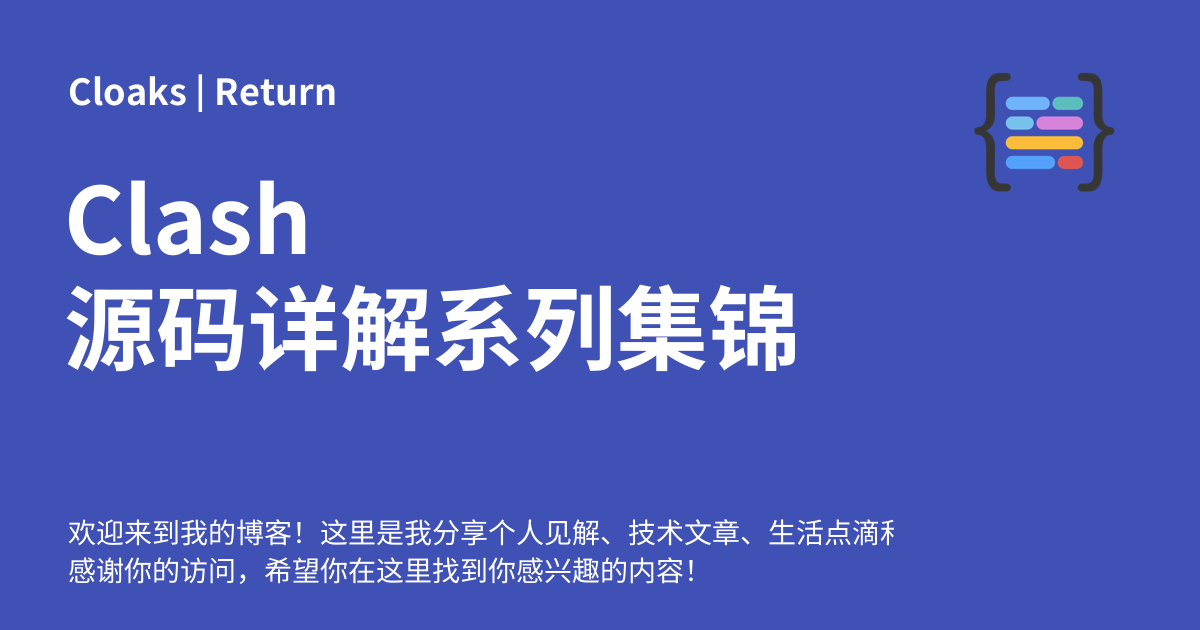 Cloaks | Return
Clash
源码详解系列集锦
欢迎来到我的博客！这里是我分享个人见解、技术文章、生活点滴
感谢你的访问，希望你在这里找到你感兴趣的内容！